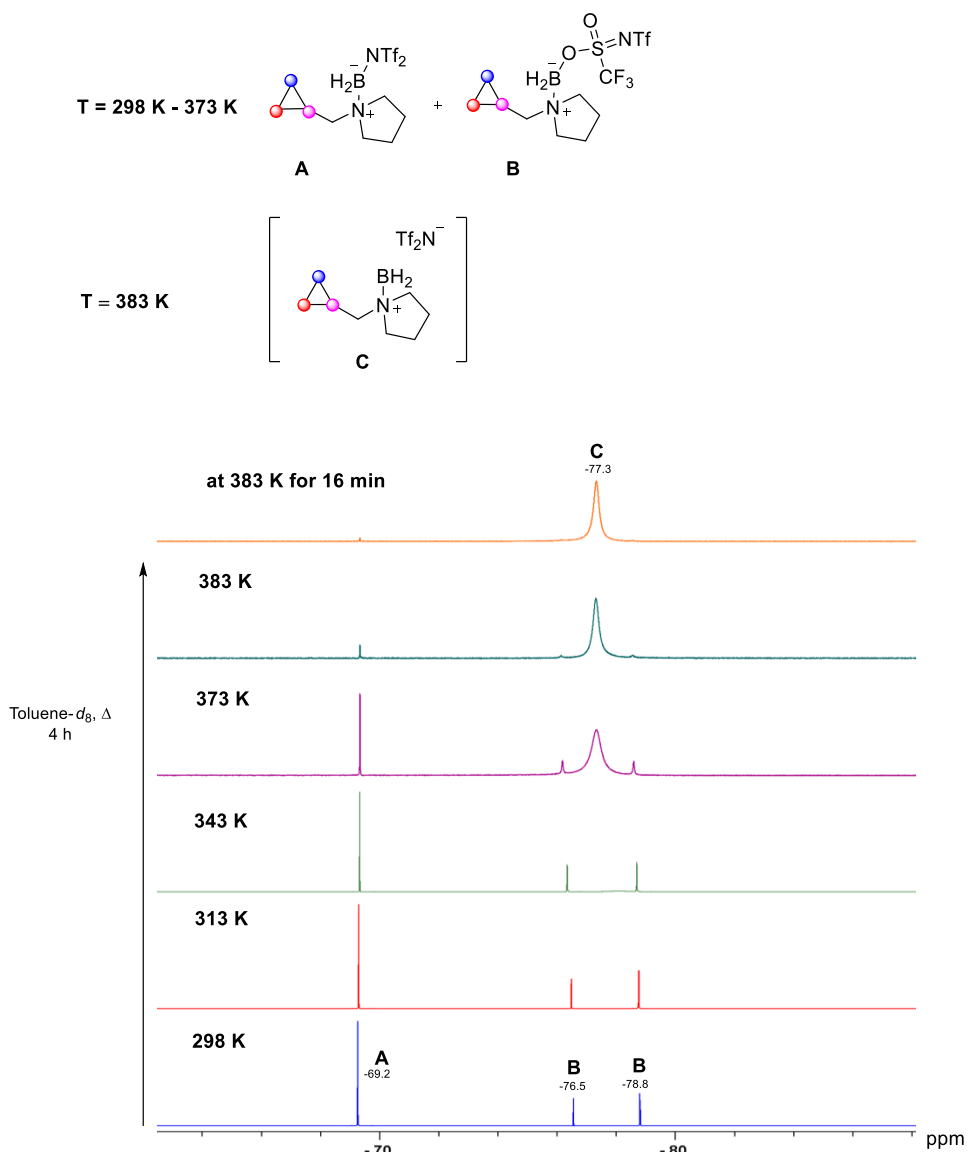 T = 298 K - 373 K
NTf2
H2B
−
N
+
A
+
O
S
NTf
O
CF3
H2B
−
N
+
B
T = 383 K
Tf2N−
BH2
N
+
C
at 383 K for 16 min
C
-77.3
383 K
373 K
Toluene-d8, Δ
4 h
343 K
313 K
298 K
A
-69.2
B
-76.5
B
-78.8
-70
-80
ppm